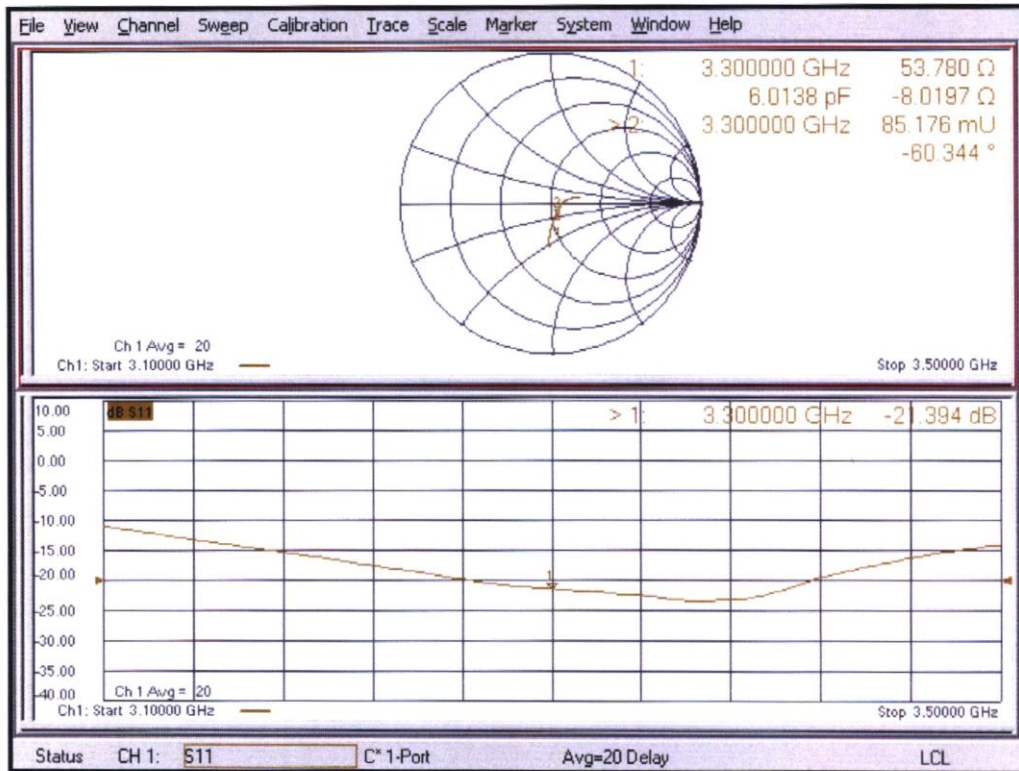 File View Channel Sweep Calibration Trace Scale Marker System Window Help
1: 3.300000 GHz 53.780 Ω
6.0138 pF -8.0197 Ω
> 2: 3.300000 GHz 85.176 mU
-60.344 °
Ch 1 Avg = 20
Ch1: Start 3.10000 GHz
Stop 3.50000 GHz
10.00
dB S11
> 1: 3.300000 GHz -21.394 dB
5.00
0.00
-5.00
-10.00
-15.00
-20.00
1
-25.00
-30.00
-35.00
-40.00
Ch 1 Avg = 20
Ch1: Start 3.10000 GHz
Stop 3.50000 GHz
Status CH 1: S11 C* 1-Port Avg=20 Delay LCL